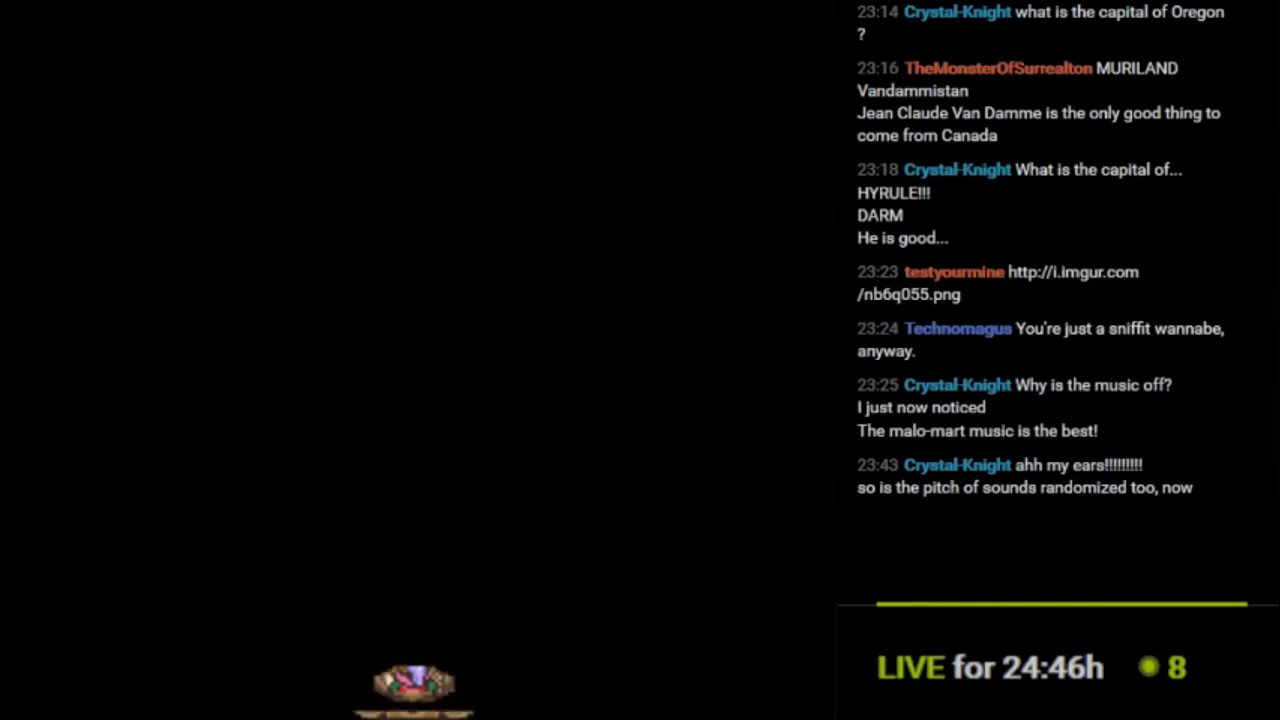 23:14 Crystal-Knight what is the capital of Oregon
?
23:16 TheMonsterOfSurrealton MURILAND
Vandammistan
Jean Claude Van Damme is the only good thing to
come from Canada
23:18 Crystal-Knight What is the capital of...
HYRULE!!!
DARM
He is good...
23:23 testyourmine http://i.imgur.com
/nb6q055.png
23:24 Technomagus You're just a sniffit wannabe,
anyway.
23:25 Crystal-Knight Why is the music off?
I just now noticed
The malo-mart music is the best!
23:43 Crystal-Knight ahh my ears!!!!!!!!!
so is the pitch of sounds randomized too, now
LIVE for 24:46h 8